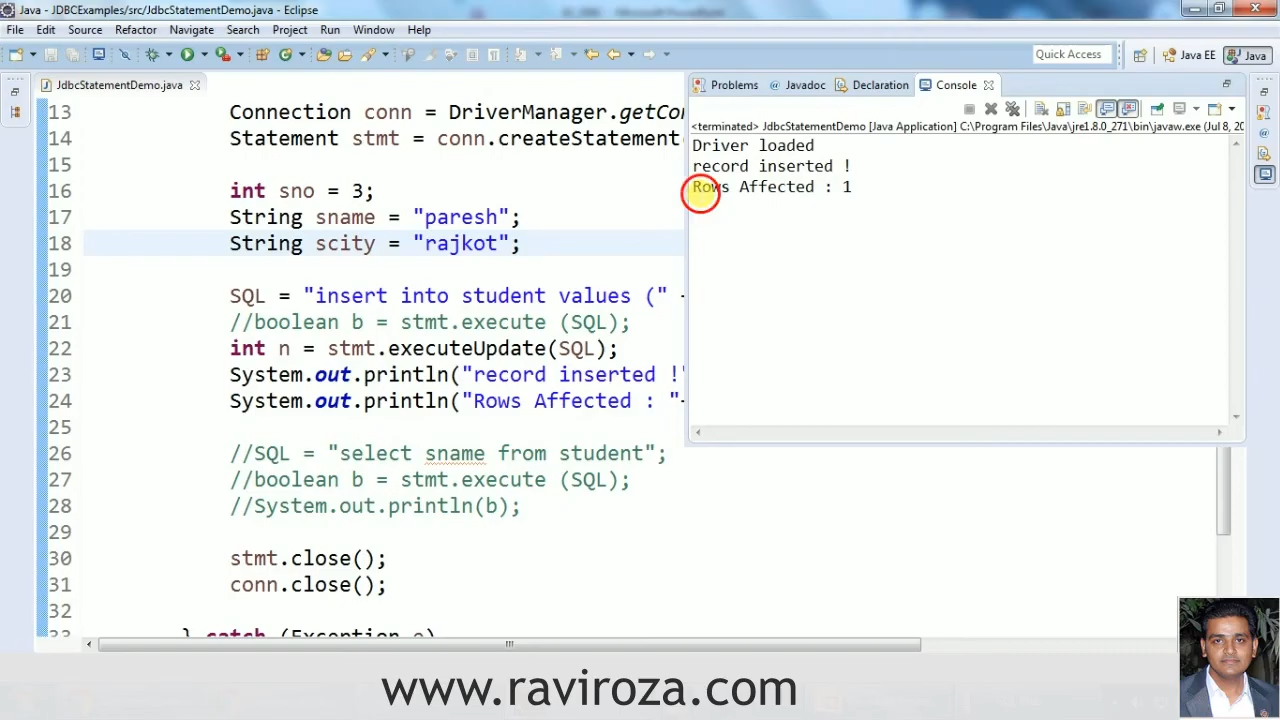 Java - JDBCExamples/src/JdbcStatementDemo.java - Eclipse
File Edit Source Refactor Navigate Search Project Run Window Help
Quick Access Java EE Java
JdbcStatementDemo.java
Problems Javadoc Declaration Console
<terminated> JdbcStatementDemo [Java Application] C:\Program Files\Java\jre1.8.0_271\bin\javaw.exe (Jul 8, 20
Driver loaded
record inserted !
Rows Affected : 1
13 Connection conn = DriverManager.getCo
14 Statement stmt = conn.createStatement
15
16 int sno = 3;
17 String sname = "paresh";
18 String scity = "rajkot";
19
20 SQL = "insert into student values (" 
21 //boolean b = stmt.execute (SQL);
22 int n = stmt.executeUpdate(SQL);
23 System.out.println("record inserted !"
24 System.out.println("Rows Affected : "
25
26 //SQL = "select sname from student";
27 //boolean b = stmt.execute (SQL);
28 //System.out.println(b);
29
30 stmt.close();
31 conn.close();
32
33 } catch (Exception e)
www.raviroza.com